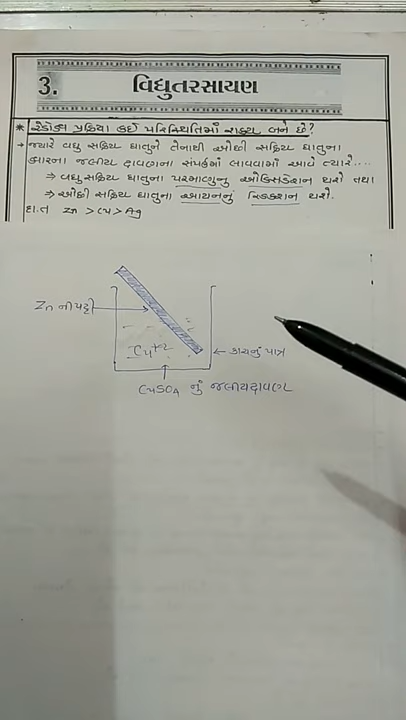 3.
વિદ્યુતરસાયણ
* રેડોક્ષ પ્રક્રિયા કઈ પરિસ્થિતિમાં શક્ય બને છે?
→ જ્યારે વધુ સક્રિય ધાતુને તેનાથી ઓછી સક્રિય ધાતુના
ક્ષારના જલીય દ્રાવણના સંપર્કમાં લાવવામાં આવે ત્યારે....
⇒ વધુ સક્રિય ધાતુના પરમાણુનુ ઓક્સિડેશન થશે તથા
⇒ ઓછી સક્રિય ધાતુના આયનનું રિડક્શન થશે.
દા.ત Zn > Cu > Ag
Zn ની પટ્ટી
Cu+2
← કાચનું પાત્ર
CuSO4 નું જલીયદ્રાવણ